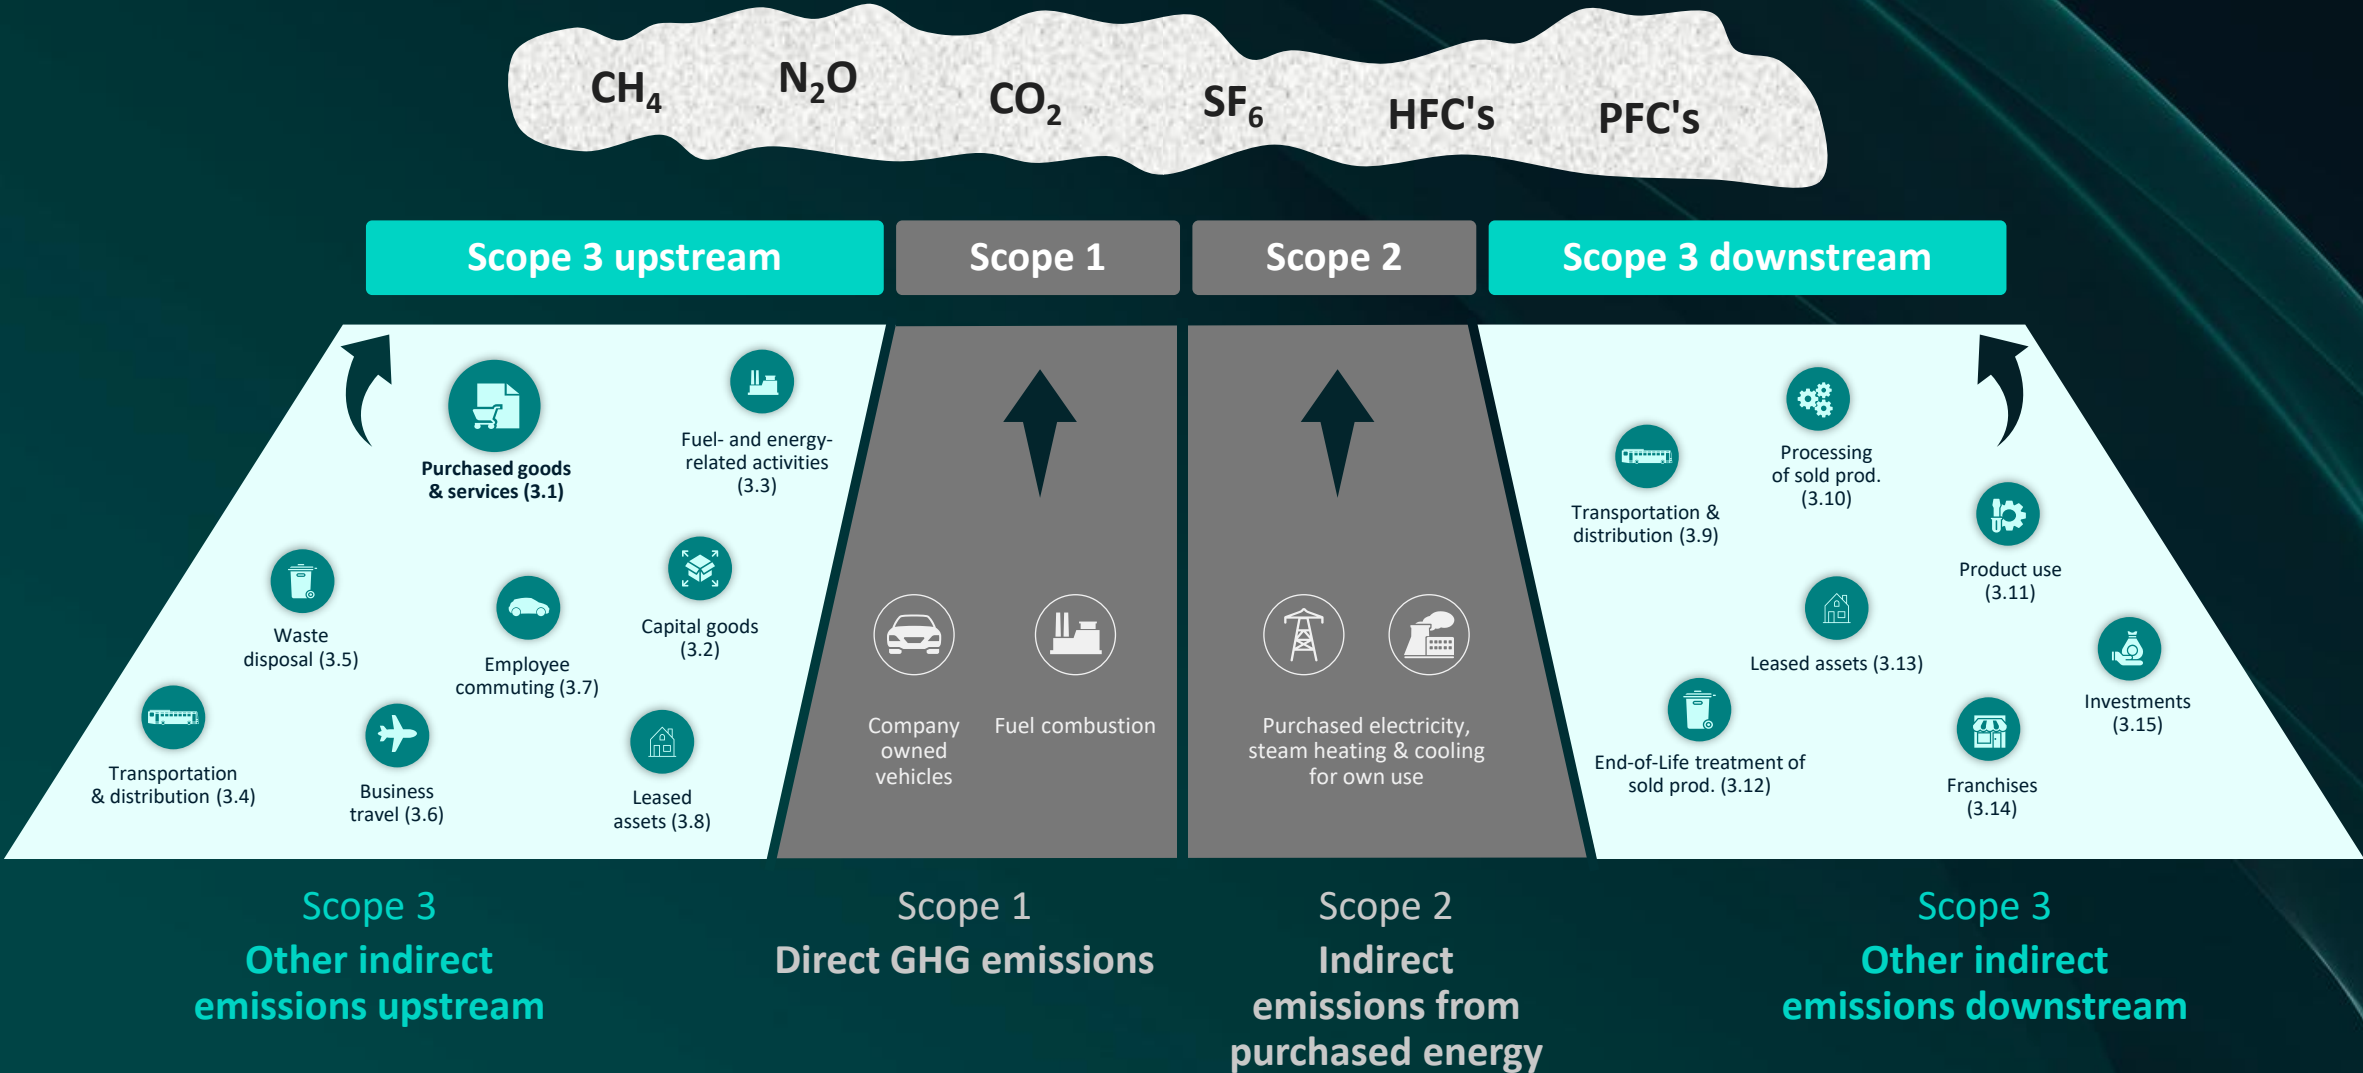 CH₄
N₂O
CO₂
SF₆
HFC's
PFC's
Scope 3 upstream
Scope 1
Scope 2
Scope 3 downstream
Purchased goods
& services (3.1)
Fuel- and energy-
related activities
(3.3)
Waste
disposal (3.5)
Employee
commuting (3.7)
Capital goods
(3.2)
Transportation
& distribution (3.4)
Business
travel (3.6)
Leased
assets (3.8)
Company
owned
vehicles
Fuel combustion
Purchased electricity,
steam heating & cooling
for own use
Transportation &
distribution (3.9)
Processing
of sold prod.
(3.10)
Product use
(3.11)
Leased assets (3.13)
Investments
(3.15)
End-of-Life treatment of
sold prod. (3.12)
Franchises
(3.14)
Scope 3
Other indirect
emissions upstream
Scope 1
Direct GHG emissions
Scope 2
Indirect
emissions from
purchased energy
Scope 3
Other indirect
emissions downstream